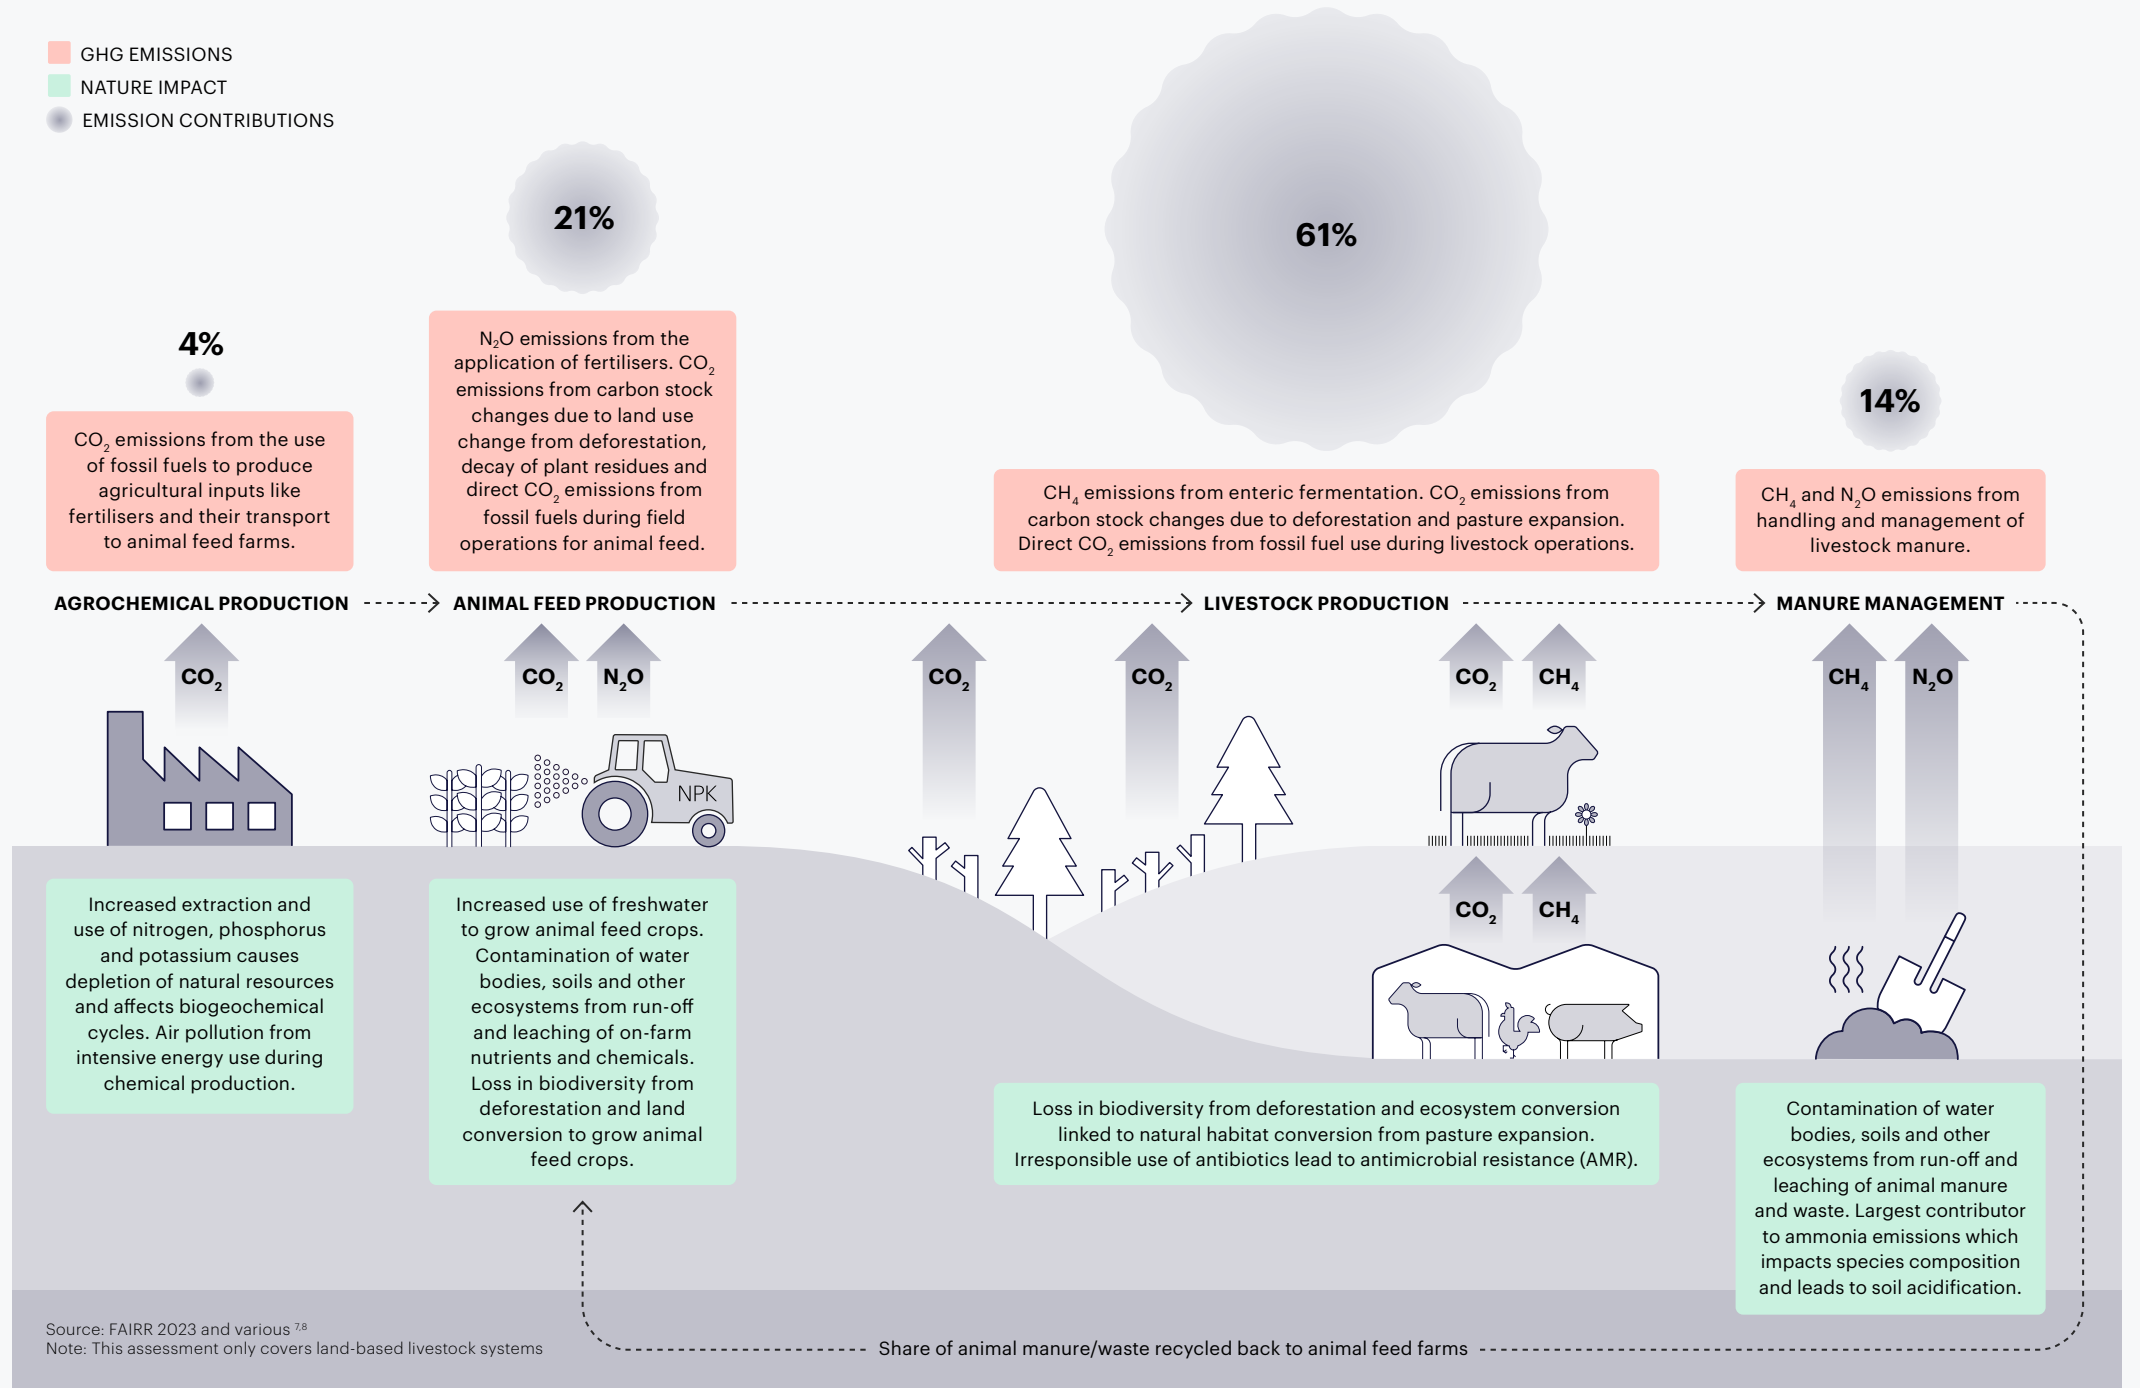 GHG EMISSIONS
NATURE IMPACT
EMISSION CONTRIBUTIONS
4%
CO₂ emissions from the use
of fossil fuels to produce
agricultural inputs like
fertilisers and their transport
to animal feed farms.
21%
N₂O emissions from the
application of fertilisers. CO₂
emissions from carbon stock
changes due to land use
change from deforestation,
decay of plant residues and
direct CO₂ emissions from
fossil fuels during field
operations for animal feed.
61%
CH₄ emissions from enteric fermentation. CO₂ emissions from
carbon stock changes due to deforestation and pasture expansion.
Direct CO₂ emissions from fossil fuel use during livestock operations.
14%
CH₄ and N₂O emissions from
handling and management of
livestock manure.
AGROCHEMICAL PRODUCTION
ANIMAL FEED PRODUCTION
LIVESTOCK PRODUCTION
MANURE MANAGEMENT
CO₂
CO₂
N₂O
CO₂
CO₂
CO₂
CH₄
CH₄
N₂O
NPK
CO₂
CH₄
Increased extraction and
use of nitrogen, phosphorus
and potassium causes
depletion of natural resources
and affects biogeochemical
cycles. Air pollution from
intensive energy use during
chemical production.
Increased use of freshwater
to grow animal feed crops.
Contamination of water
bodies, soils and other
ecosystems from run-off
and leaching of on-farm
nutrients and chemicals.
Loss in biodiversity from
deforestation and land
conversion to grow animal
feed crops.
Loss in biodiversity from deforestation and ecosystem conversion
linked to natural habitat conversion from pasture expansion.
Irresponsible use of antibiotics lead to antimicrobial resistance (AMR).
Contamination of water
bodies, soils and other
ecosystems from run-off and
leaching of animal manure
and waste. Largest contributor
to ammonia emissions which
impacts species composition
and leads to soil acidification.
Source: FAIRR 2023 and various ⁷,⁸
Note: This assessment only covers land-based livestock systems
Share of animal manure/waste recycled back to animal feed farms